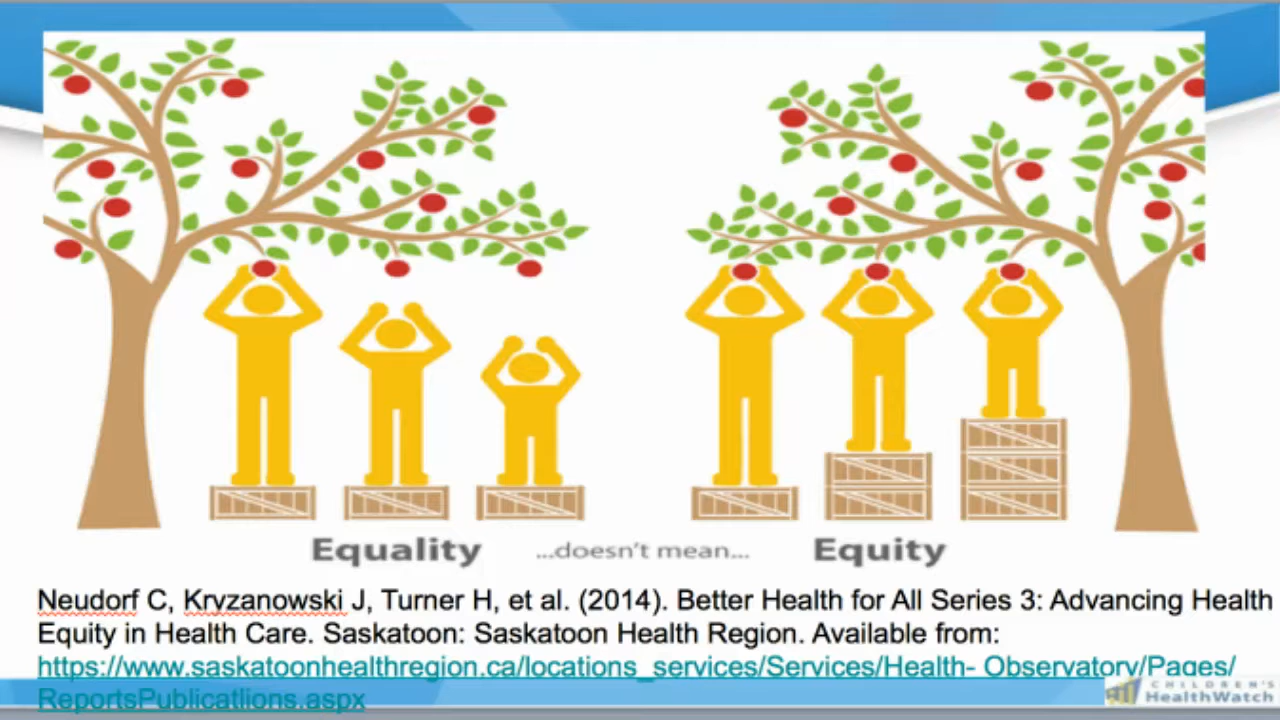 Equality ...doesn't mean... Equity
Neudorf C, Kryzanowski J, Turner H, et al. (2014). Better Health for All Series 3: Advancing Health
Equity in Health Care. Saskatoon: Saskatoon Health Region. Available from:
https://www.saskatoonhealthregion.ca/locations_services/Services/Health- Observatory/Pages/
ReportsPublicatlions.aspx
CHILDREN'S
HealthWatch